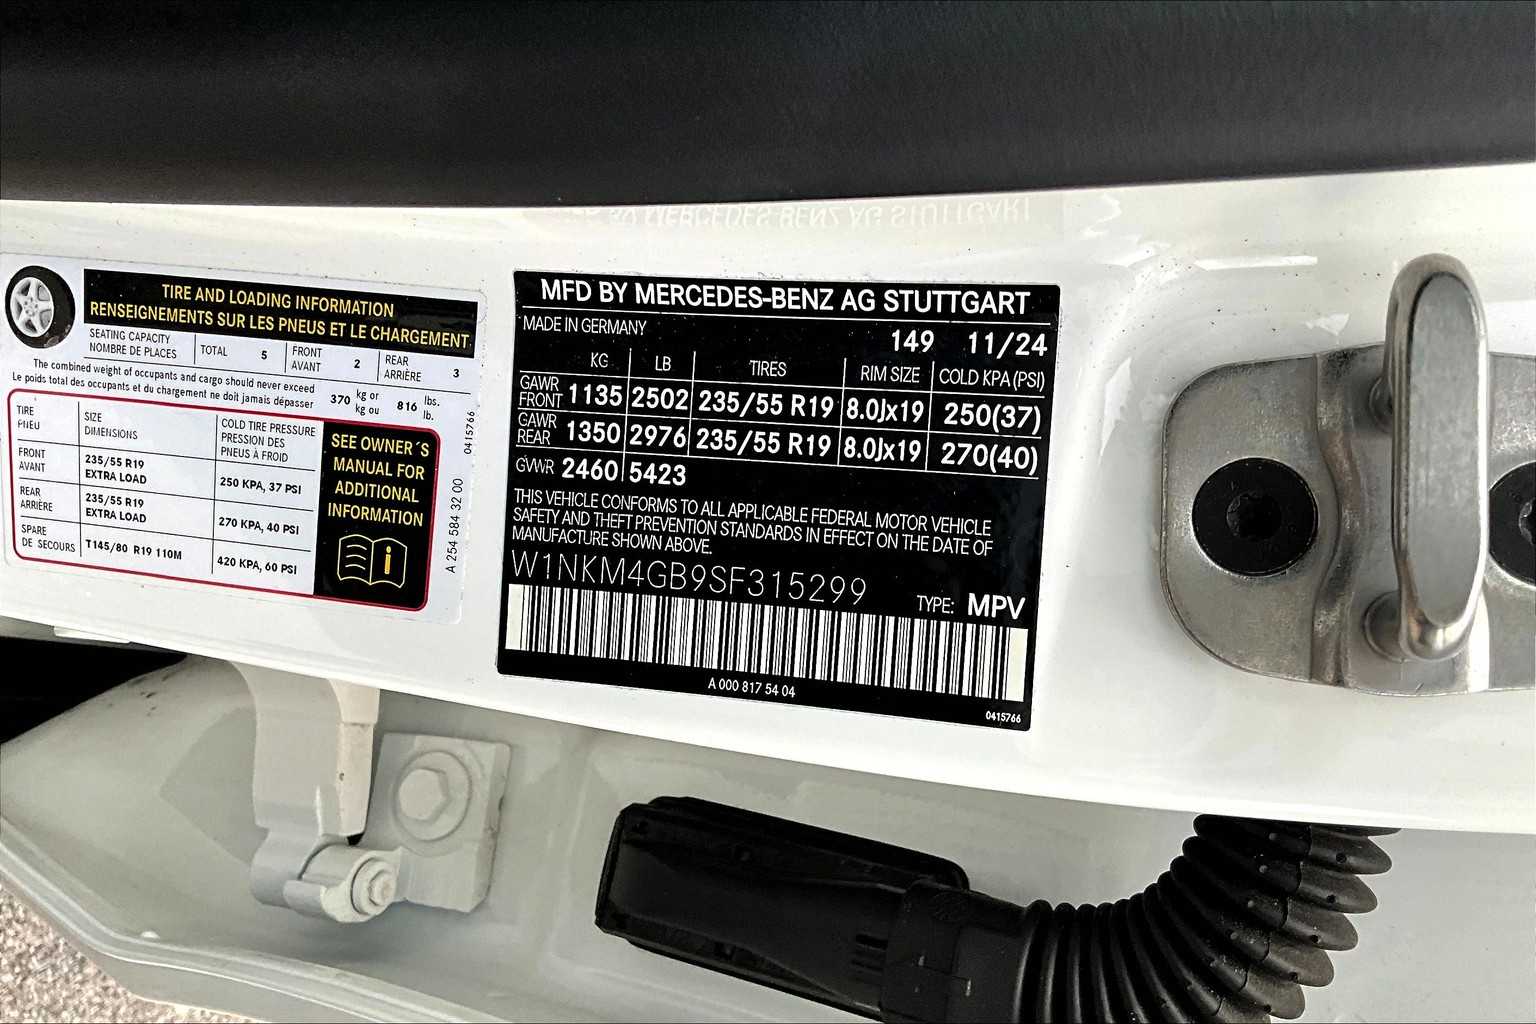 TIRE AND LOADING INFORMATION
RENSEIGNEMENTS SUR LES PNEUS ET LE CHARGEMENT
SEATING CAPACITY
NOMBRE DE PLACES
TOTAL 5
FRONT
AVANT
2
REAR
ARRIÈRE
3
The combined weight of occupants and cargo should never exceed
Le poids total des occupants et du chargement ne doit jamais dépasser
370 kg or
kg ou
816 lbs.
lb.
TIRE
PNEU
SIZE
DIMENSIONS
COLD TIRE PRESSURE
PRESSION DES
PNEUS À FROID
FRONT
AVANT
235/55 R19
EXTRA LOAD
250 KPA, 37 PSI
REAR
ARRIÈRE
235/55 R19
EXTRA LOAD
270 KPA, 40 PSI
SPARE
DE SECOURS
T145/80 R19 110M
420 KPA, 60 PSI
SEE OWNER´S
MANUAL FOR
ADDITIONAL
INFORMATION
0415766
A 254 584 32 00
MFD BY MERCEDES-BENZ AG STUTTGART
MADE IN GERMANY
149 11/24
KG LB TIRES RIM SIZE COLD KPA (PSI)
GAWR
FRONT
1135 2502 235/55 R19 8.0Jx19 250(37)
GAWR
REAR
1350 2976 235/55 R19 8.0Jx19 270(40)
GVWR 2460 5423
THIS VEHICLE CONFORMS TO ALL APPLICABLE FEDERAL MOTOR VEHICLE
SAFETY AND THEFT PREVENTION STANDARDS IN EFFECT ON THE DATE OF
MANUFACTURE SHOWN ABOVE.
W1NKM4GB9SF315299
TYPE: MPV
A 000 817 54 04
0415766